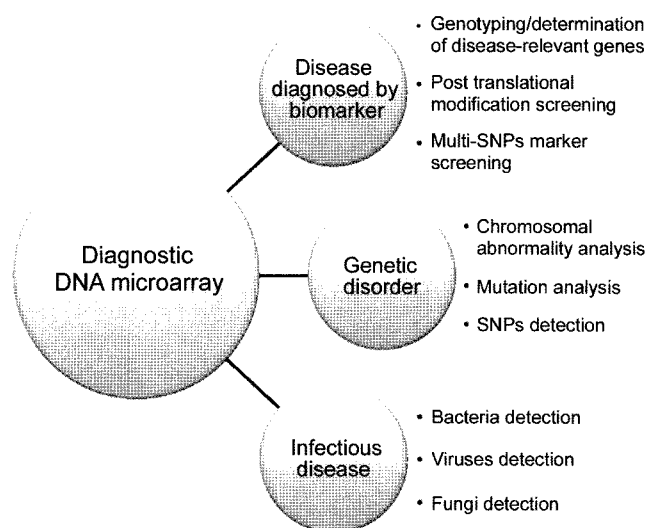 Diagnostic
DNA microarray
Disease
diagnosed by
biomarker
• Genotyping/determination
of disease-relevant genes
• Post translational
modification screening
• Multi-SNPs marker
screening
Genetic
disorder
• Chromosomal
abnormality analysis
• Mutation analysis
• SNPs detection
Infectious
disease
• Bacteria detection
• Viruses detection
• Fungi detection